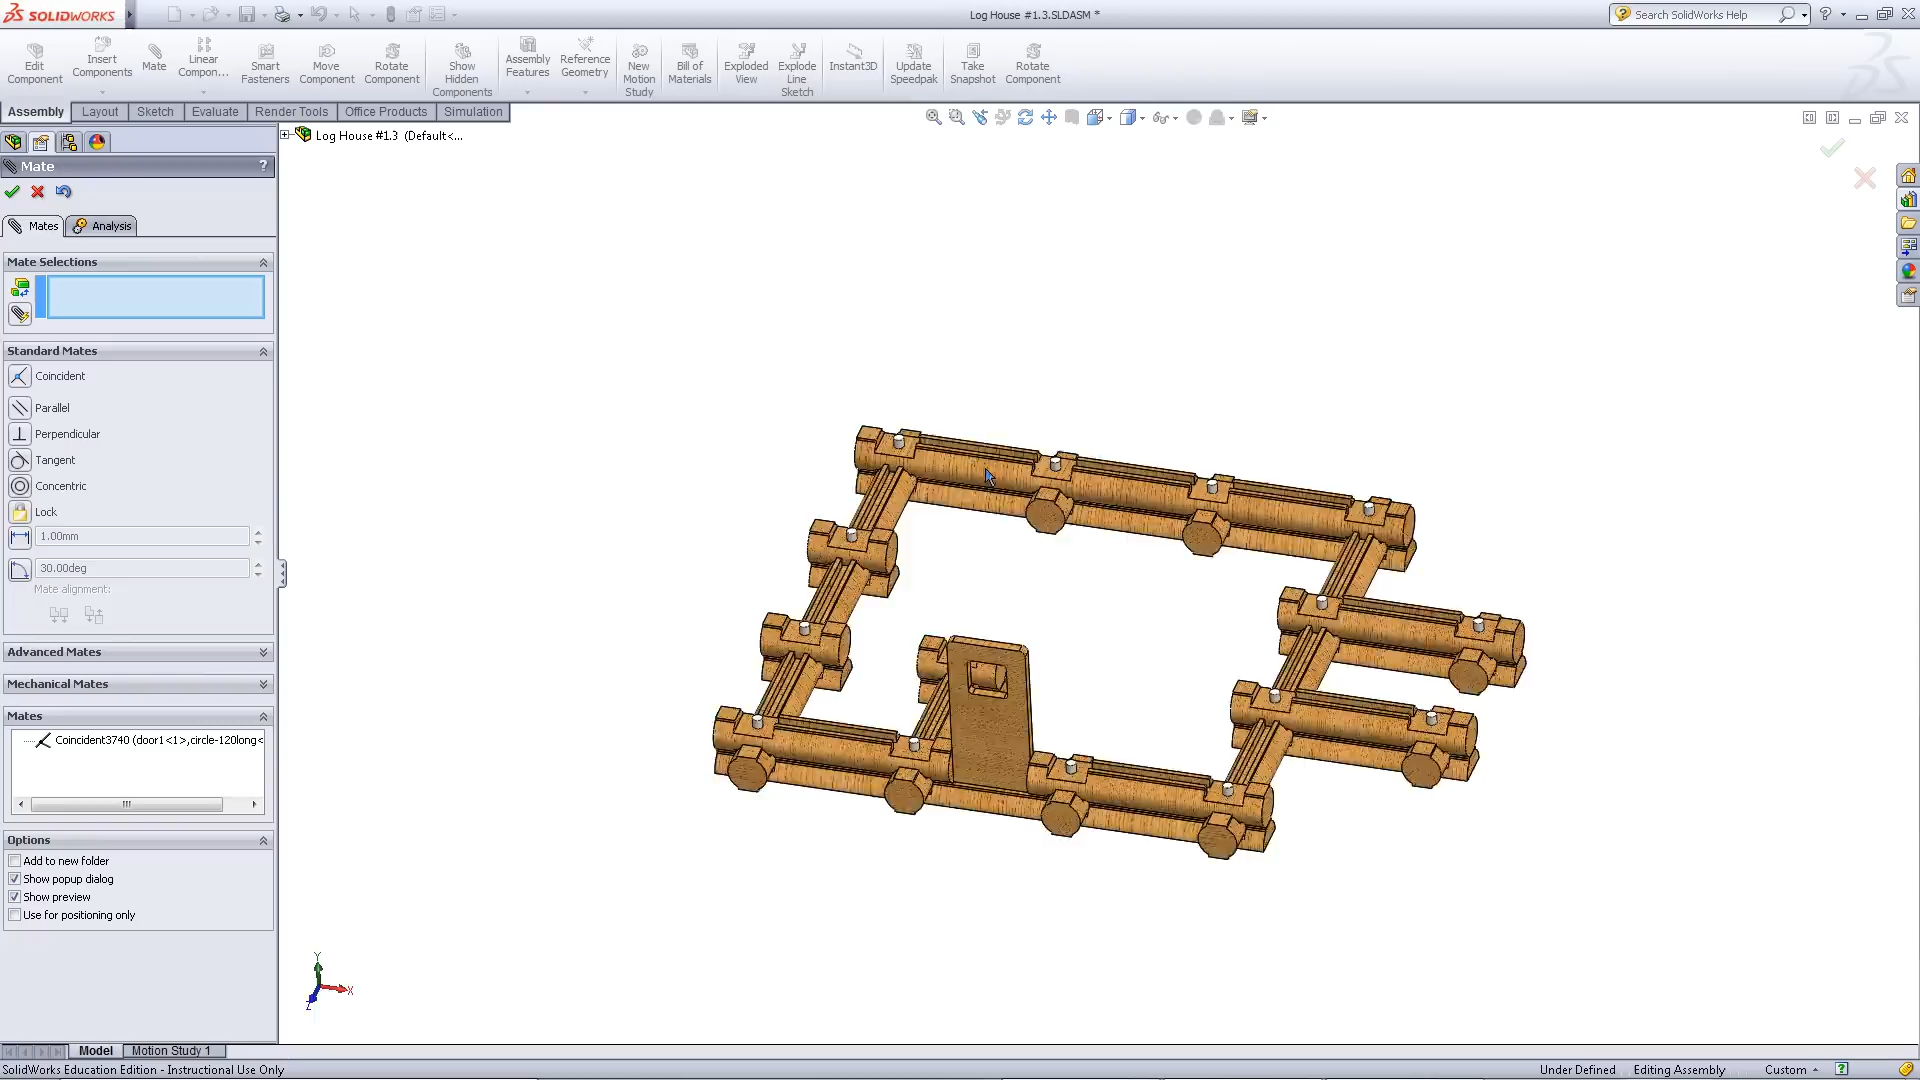 SOLIDWORKS
Log House #1.3.SLDASM *
Search SolidWorks Help
Edit Component
Insert Components
Mate
Linear Compon...
Smart Fasteners
Move Component
Rotate Component
Show Hidden Components
Assembly Features
Reference Geometry
New Motion Study
Bill of Materials
Exploded View
Explode Line Sketch
Instant3D
Update Speedpak
Take Snapshot
Rotate Component
Assembly
Layout
Sketch
Evaluate
Render Tools
Office Products
Simulation
Log House #1.3 (Default<...
Mate
?
Mates
Analysis
Mate Selections
Standard Mates
Coincident
Parallel
Perpendicular
Tangent
Concentric
Lock
1.00mm
30.00deg
Mate alignment:
Advanced Mates
Mechanical Mates
Mates
Coincident3740 (door1<1>,circle-120long<
Options
Add to new folder
Show popup dialog
Show preview
Use for positioning only
Y
X
Z
Model
Motion Study 1
SolidWorks Education Edition - Instructional Use Only
Under Defined
Editing Assembly
Custom